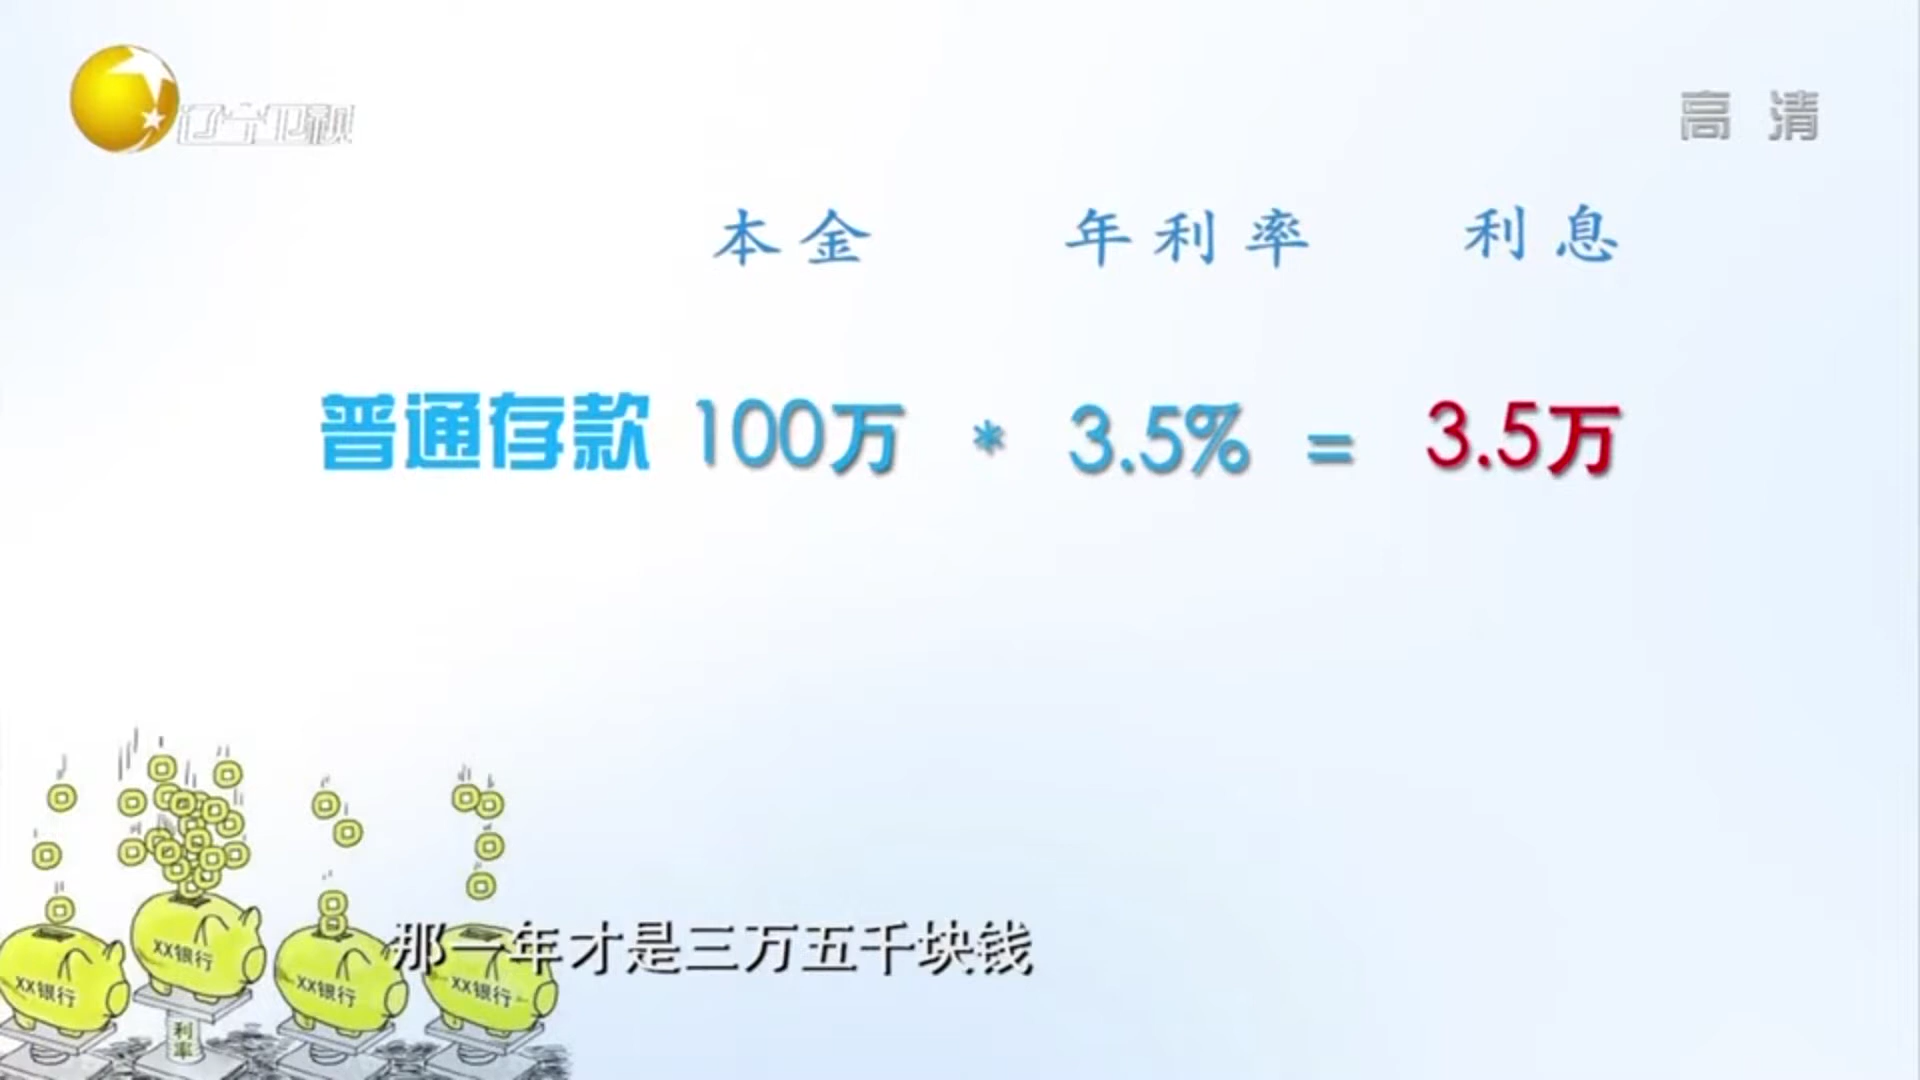 辽宁卫视
高清
本金 年利率 利息
普通存款 100万 * 3.5% = 3.5万
那一年才是三万五千块钱
XX银行
XX银行
XX银行
XX银行
利率